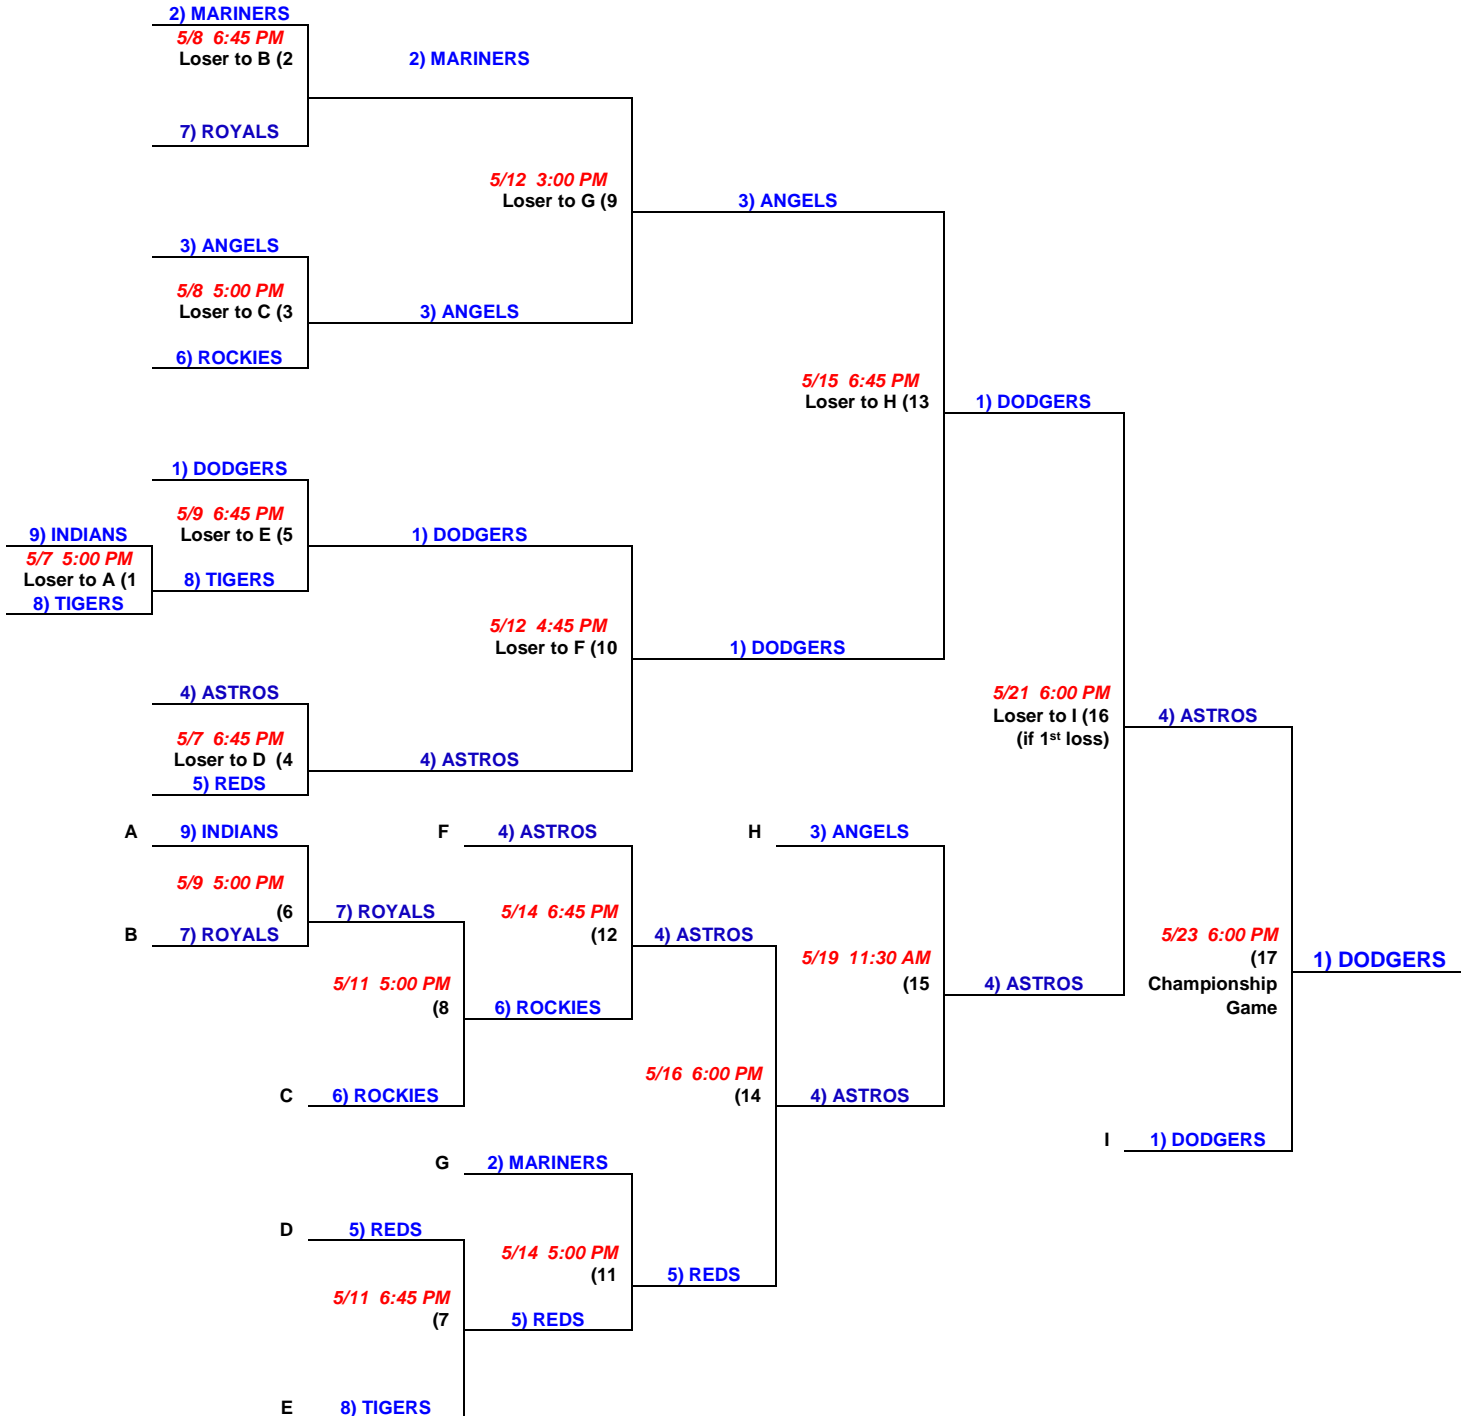 2) MARINERS
5/8 6:45 PM
Loser to B (2
2) MARINERS
7) ROYALS
5/12 3:00 PM
Loser to G (9
3) ANGELS
3) ANGELS
5/8 5:00 PM
Loser to C (3
3) ANGELS
6) ROCKIES
5/15 6:45 PM
Loser to H (13
1) DODGERS
1) DODGERS
5/9 6:45 PM
Loser to E (5
1) DODGERS
9) INDIANS
5/7 5:00 PM
Loser to A (1
8) TIGERS
8) TIGERS
5/12 4:45 PM
Loser to F (10
1) DODGERS
4) ASTROS
5/7 6:45 PM
Loser to D (4
4) ASTROS
5) REDS
5/21 6:00 PM
Loser to I (16
(if 1st loss)
4) ASTROS
A 9) INDIANS
5/9 5:00 PM
(6
7) ROYALS
B 7) ROYALS
5/11 5:00 PM
(8
6) ROCKIES
C 6) ROCKIES
F 4) ASTROS
5/14 6:45 PM
(12
4) ASTROS
H 3) ANGELS
5/19 11:30 AM
(15
4) ASTROS
5/16 6:00 PM
(14
4) ASTROS
5/23 6:00 PM
(17
Championship
Game
1) DODGERS
I 1) DODGERS
G 2) MARINERS
D 5) REDS
5/14 5:00 PM
(11
5) REDS
5/11 6:45 PM
(7
5) REDS
E 8) TIGERS